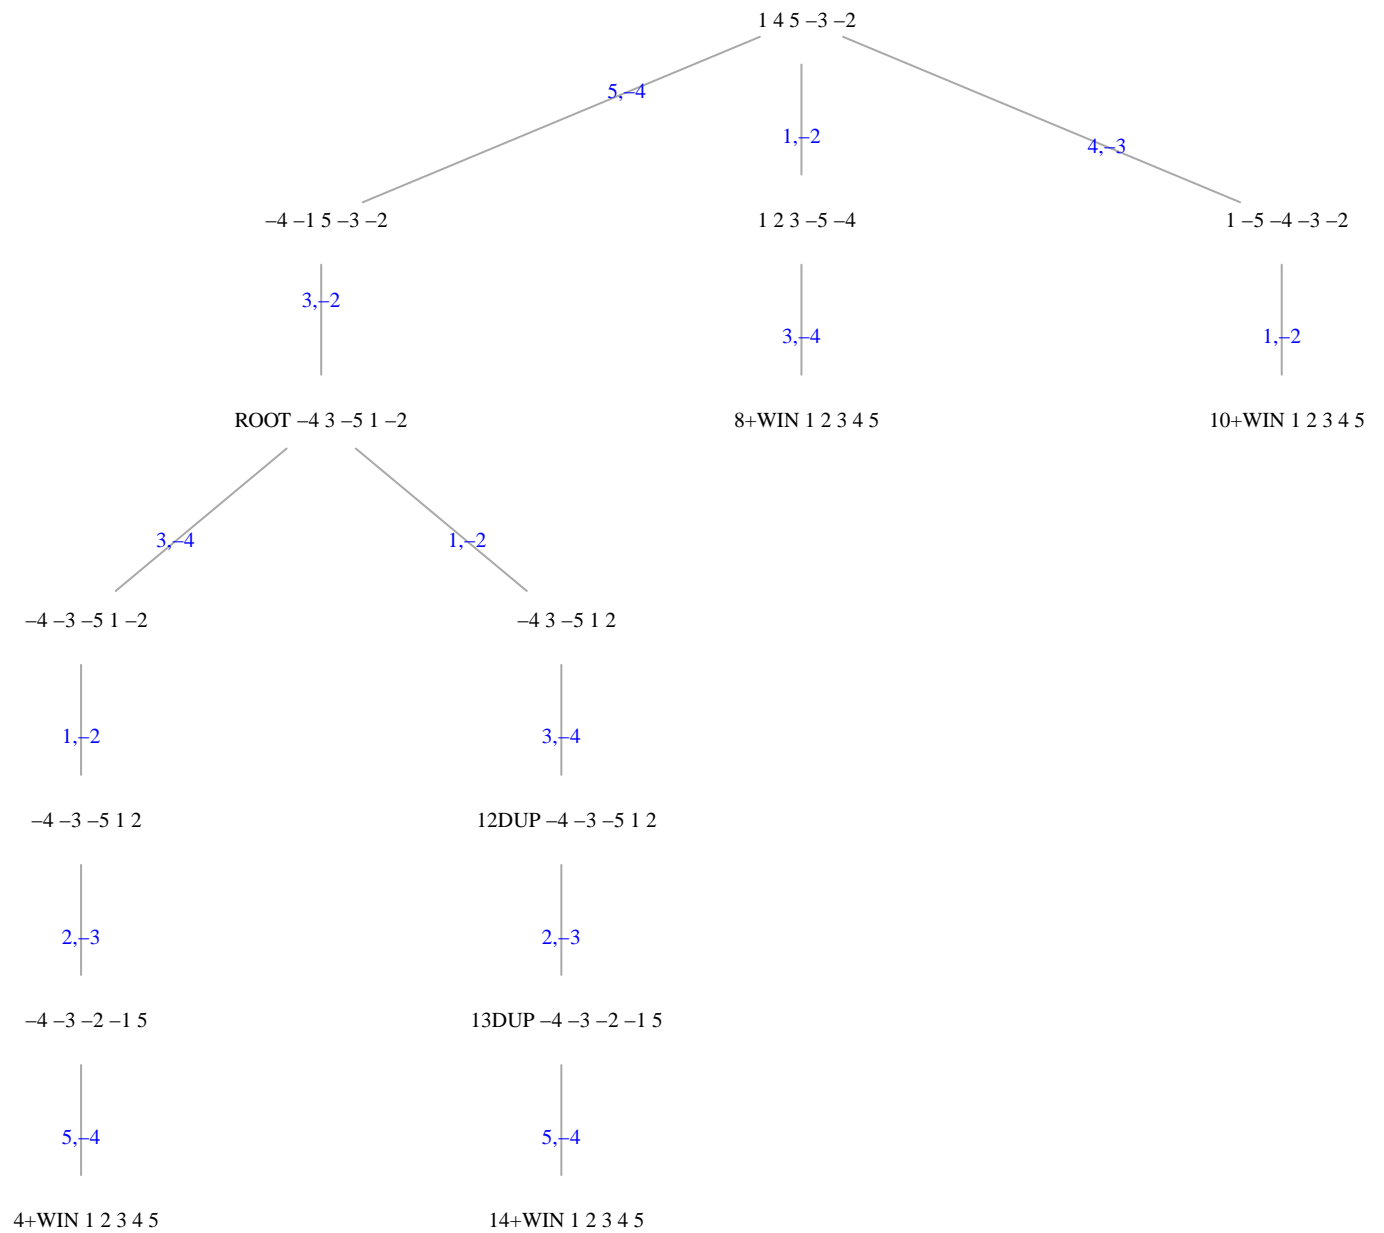 1 4 5 –3 –2
5,–4
1,–2
4,–3
–4 –1 5 –3 –2
1 2 3 –5 –4
1 –5 –4 –3 –2
3,–2
3,–4
1,–2
ROOT –4 3 –5 1 –2
8+WIN 1 2 3 4 5
10+WIN 1 2 3 4 5
3,–4
1,–2
–4 –3 –5 1 –2
–4 3 –5 1 2
1,–2
3,–4
–4 –3 –5 1 2
12DUP –4 –3 –5 1 2
2,–3
2,–3
–4 –3 –2 –1 5
13DUP –4 –3 –2 –1 5
5,–4
5,–4
4+WIN 1 2 3 4 5
14+WIN 1 2 3 4 5